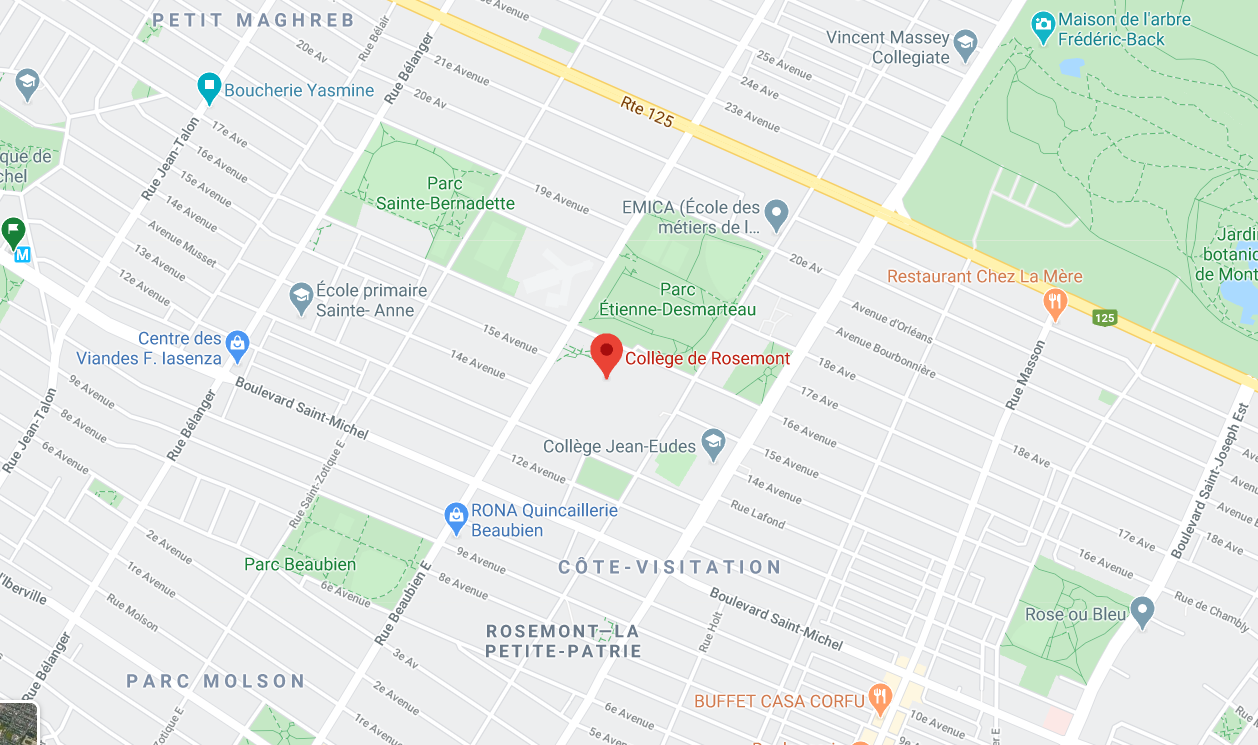 PETIT MAGHREB
Rue Bélair
Rue Bélanger
20e Av
21e Avenue
20e Av
Boucherie Yasmine
Rue Jean-Talon
17e Ave
16e Avenue
15e Avenue
14e Avenue
Avenue Musset
13e Avenue
12e Avenue
que de
chel
M
Rte 125
Vincent Massey
Collegiate
25e Avenue
24e Ave
23e Avenue
Maison de l'arbre
Frédéric-Back
Parc
Sainte-Bernadette
19e Avenue
EMICA (École des
métiers de l...
20e Av
Jardi
botanic
de Mont
Restaurant Chez La Mère
125
École primaire
Sainte- Anne
Parc
Étienne-Desmarteau
Avenue d'Orléans
Avenue Bourbonnière
Centre des
Viandes F. Iasenza
15e Avenue
14e Avenue
Collège de Rosemont
18e Ave
17e Ave
16e Avenue
15e Avenue
14e Avenue
Rue Masson
Boulevard Saint-Michel
9e Avenue
8e Avenue
6e Avenue
Rue Jean-Talon
Rue Bélanger
Rue Saint-Zotique E
Collège Jean-Eudes
12e Avenue
Rue Lafond
18e Ave
Boulevard Saint-Joseph Est
Avenu
18e Ave
16e Avenue
RONA Quincaillerie
Beaubien
2e Avenue
1re Avenue
Rue Molson
Parc Beaubien
6e Avenue
Rue Beaubien E
9e Avenue
8e Avenue
CÔTE-VISITATION
Boulevard Saint-Michel
Rue Holt
Rose ou Bleu
Rue de Chambly
d'Iberville
Rue Bélanger
ROSEMONT—LA
PETITE-PATRIE
PARC MOLSON
3e Av
2e Avenue
1re Avenue
6e Avenue
BUFFET CASA CORFU
10e Avenue